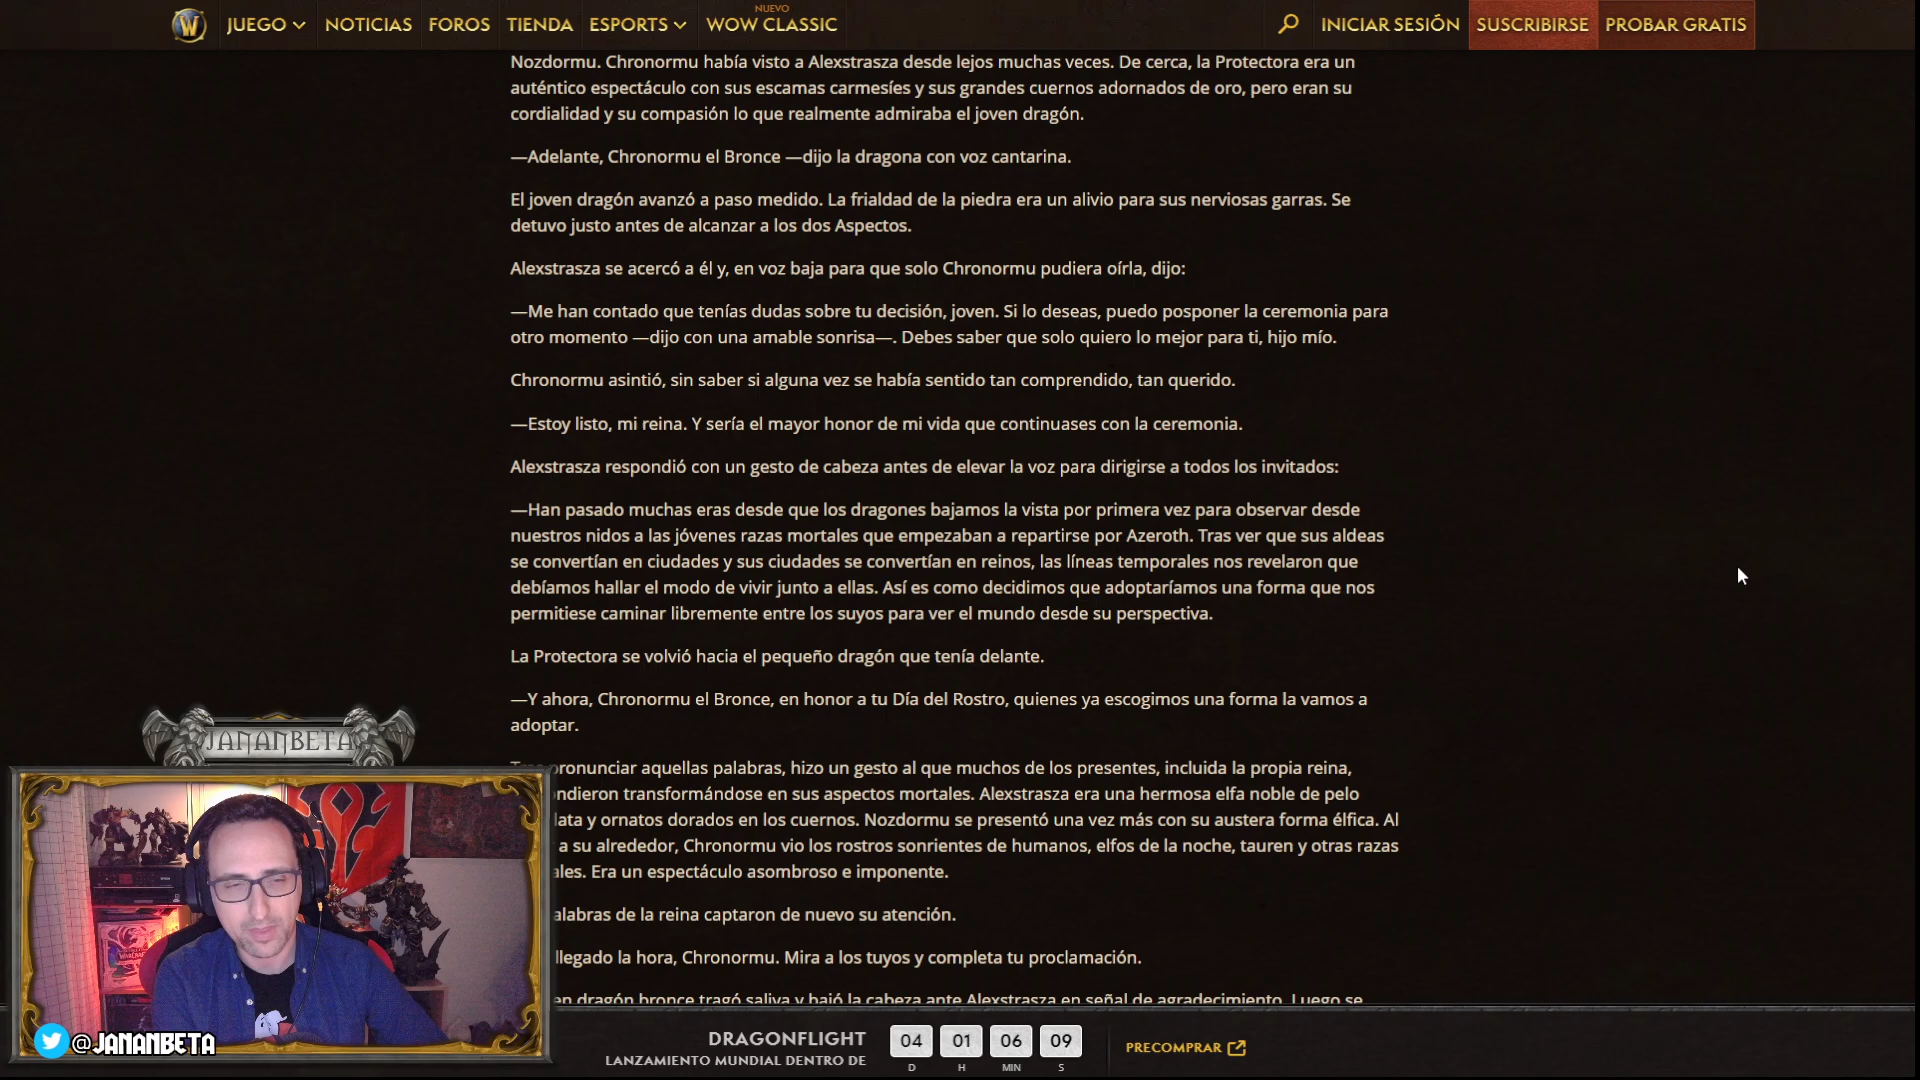 JUEGO
NOTICIAS
FOROS
TIENDA
ESPORTS
NUEVO
WOW CLASSIC
INICIAR SESIÓN
SUSCRIBIRSE
PROBAR GRATIS
Nozdormu. Chronormu había visto a Alexstrasza desde lejos muchas veces. De cerca, la Protectora era un
auténtico espectáculo con sus escamas carmesíes y sus grandes cuernos adornados de oro, pero eran su
cordialidad y su compasión lo que realmente admiraba el joven dragón.
—Adelante, Chronormu el Bronce —dijo la dragona con voz cantarina.
El joven dragón avanzó a paso medido. La frialdad de la piedra era un alivio para sus nerviosas garras. Se
detuvo justo antes de alcanzar a los dos Aspectos.
Alexstrasza se acercó a él y, en voz baja para que solo Chronormu pudiera oírla, dijo:
—Me han contado que tenías dudas sobre tu decisión, joven. Si lo deseas, puedo posponer la ceremonia para
otro momento —dijo con una amable sonrisa—. Debes saber que solo quiero lo mejor para ti, hijo mío.
Chronormu asintió, sin saber si alguna vez se había sentido tan comprendido, tan querido.
—Estoy listo, mi reina. Y sería el mayor honor de mi vida que continuases con la ceremonia.
Alexstrasza respondió con un gesto de cabeza antes de elevar la voz para dirigirse a todos los invitados:
—Han pasado muchas eras desde que los dragones bajamos la vista por primera vez para observar desde
nuestros nidos a las jóvenes razas mortales que empezaban a repartirse por Azeroth. Tras ver que sus aldeas
se convertían en ciudades y sus ciudades se convertían en reinos, las líneas temporales nos revelaron que
debíamos hallar el modo de vivir junto a ellas. Así es como decidimos que adoptaríamos una forma que nos
permitiese caminar libremente entre los suyos para ver el mundo desde su perspectiva.
La Protectora se volvió hacia el pequeño dragón que tenía delante.
—Y ahora, Chronormu el Bronce, en honor a tu Día del Rostro, quienes ya escogimos una forma la vamos a
adoptar.
pronunciar aquellas palabras, hizo un gesto al que muchos de los presentes, incluida la propia reina,
ondieron transformándose en sus aspectos mortales. Alexstrasza era una hermosa elfa noble de pelo
lata y ornatos dorados en los cuernos. Nozdormu se presentó una vez más con su austera forma élfica. Al
a su alrededor, Chronormu vio los rostros sonrientes de humanos, elfos de la noche, tauren y otras razas
ales. Era un espectáculo asombroso e imponente.
alabras de la reina captaron de nuevo su atención.
llegado la hora, Chronormu. Mira a los tuyos y completa tu proclamación.
en dragón bronce tragó saliva y bajó la cabeza ante Alexstrasza en señal de agradecimiento. Luego se
JANANBETA
@JANANBETA
DRAGONFLIGHT
LANZAMIENTO MUNDIAL DENTRO DE
04 01 06 09
D H MIN S
PRECOMPRAR